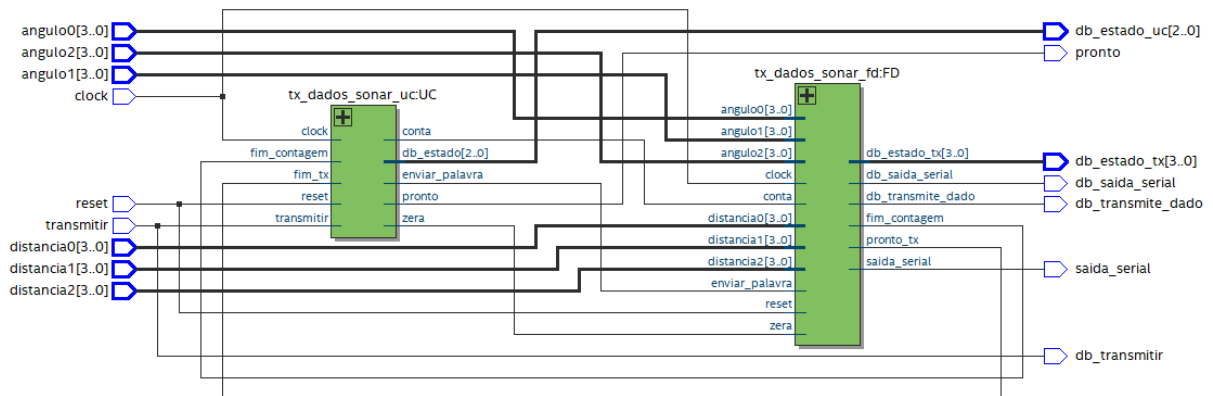 angulo0[3..0]
angulo2[3..0]
angulo1[3..0]
clock
reset
transmitir
distancia0[3..0]
distancia1[3..0]
distancia2[3..0]
tx_dados_sonar_uc:UC
clock
fim_contagem
fim_tx
reset
transmitir
conta
db_estado[2..0]
enviar_palavra
pronto
zera
tx_dados_sonar_fd:FD
angulo0[3..0]
angulo1[3..0]
angulo2[3..0]
clock
conta
distancia0[3..0]
distancia1[3..0]
distancia2[3..0]
enviar_palavra
reset
zera
db_estado_tx[3..0]
db_saida_serial
db_transmite_dado
fim_contagem
pronto_tx
saida_serial
db_estado_uc[2..0]
pronto
db_estado_tx[3..0]
db_saida_serial
db_transmite_dado
saida_serial
db_transmitir